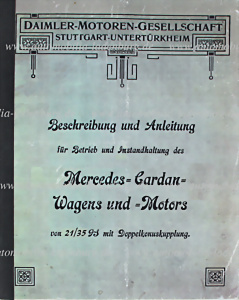 DAIMLER-MOTOREN-GESELLSCHAFT
STUTTGART-UNTERTÜRKHEIM
Beschreibung und Anleitung
für Betrieb und Instandhaltung des
Mercedes-Cardan-
Wagens und -Motors
von 21/35 PS mit Doppelkonuskupplung.